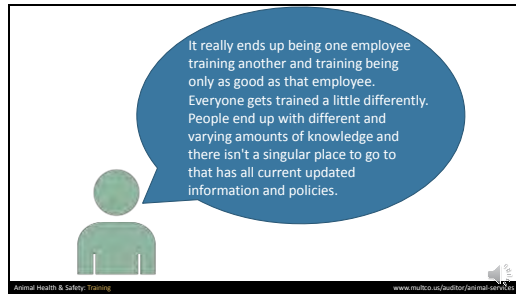 It really ends up being one employee
training another and training being
only as good as that employee.
Everyone gets trained a little differently.
People end up with different and
varying amounts of knowledge and
there isn't a singular place to go to
that has all current updated
information and policies.
Animal Health & Safety: Training
www.multco.us/auditor/animal-services